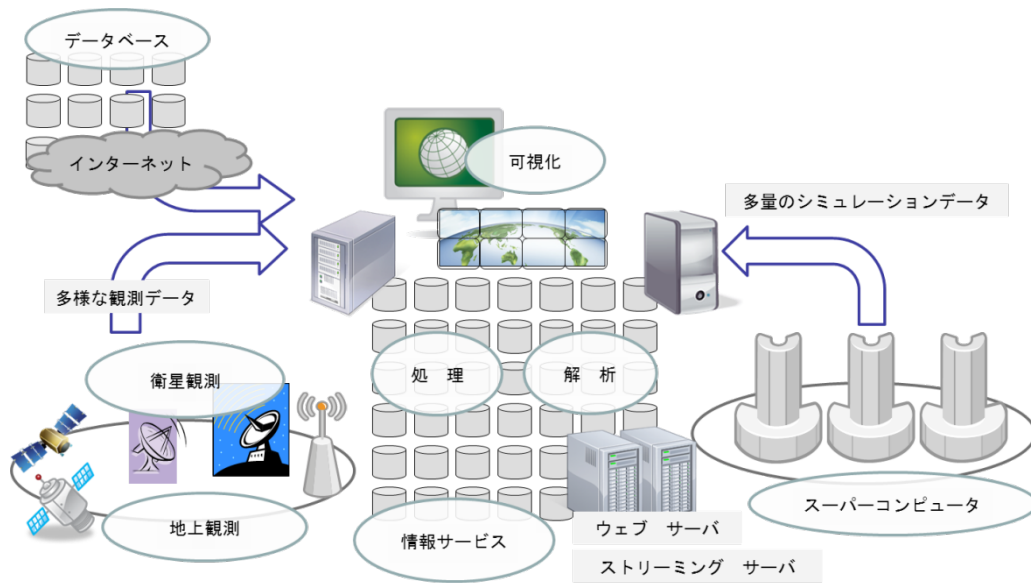 データベース
インターネット
可視化
多量のシミュレーションデータ
多様な観測データ
衛星観測
処　理
解　析
地上観測
スーパーコンピュータ
情報サービス
ウェブ　サーバ
ストリーミング　サーバ